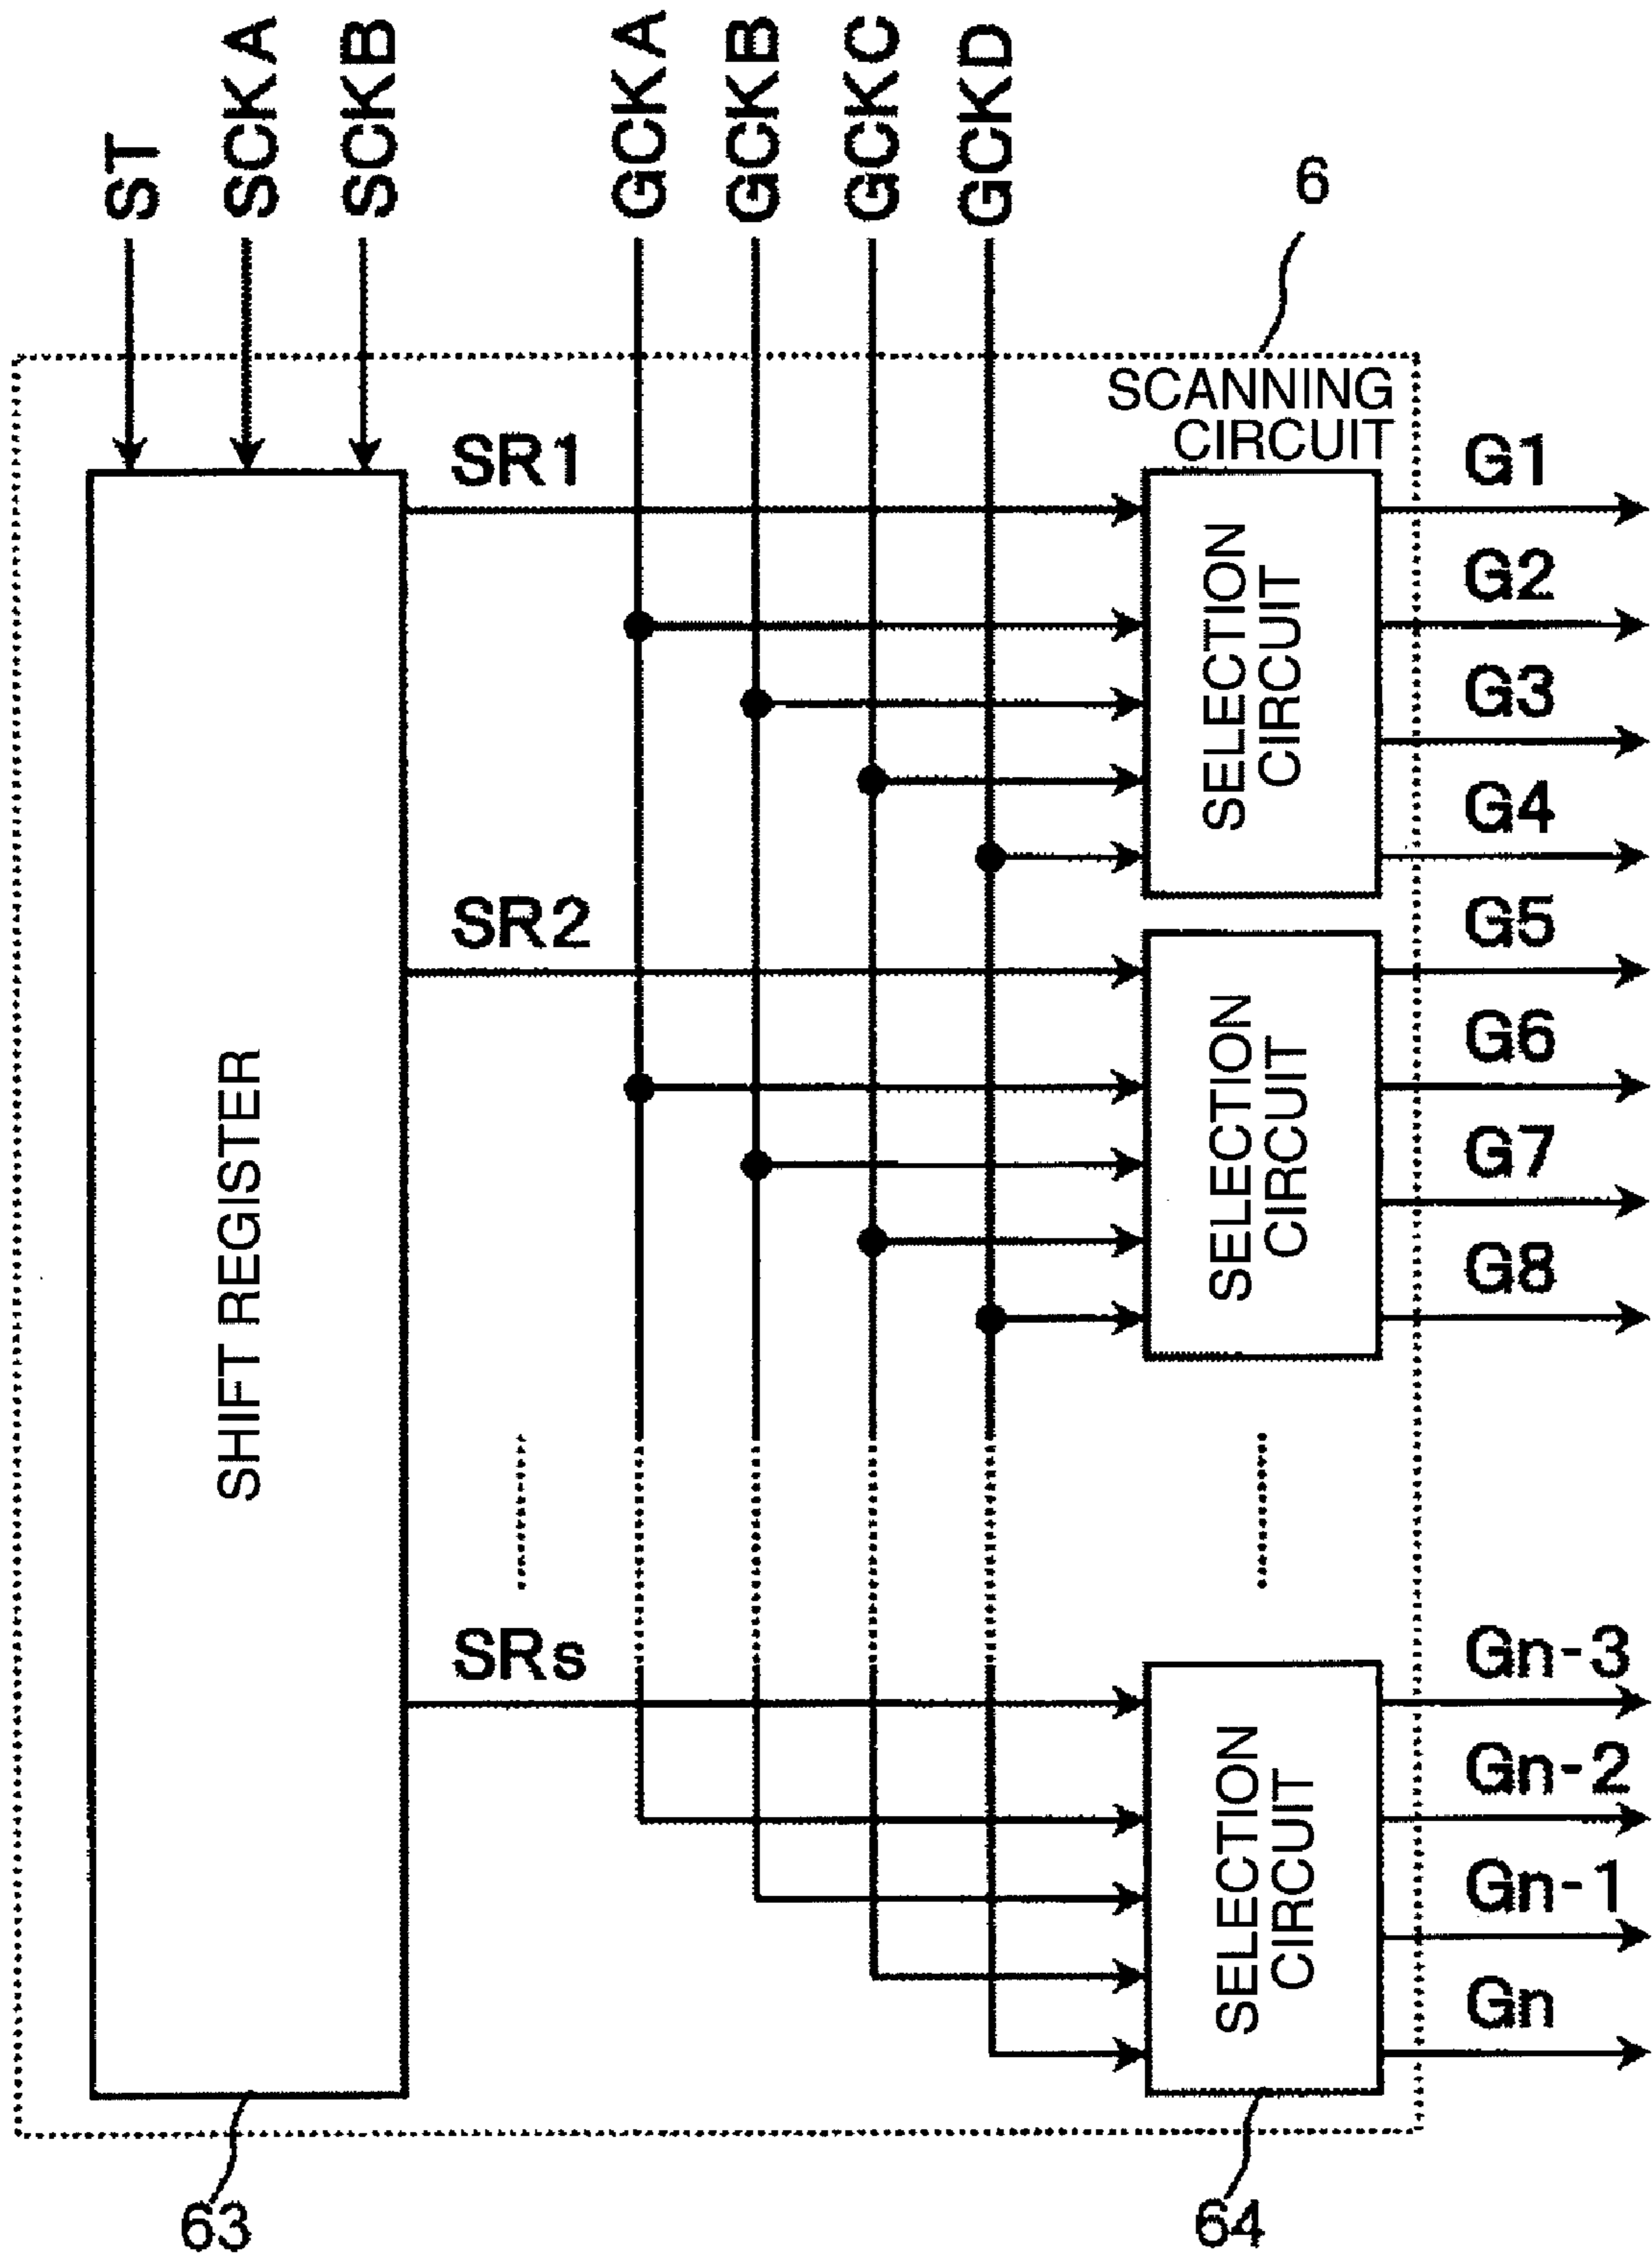 ST
SCKA
SCKB
GCKA
GCKB
GCKC
GCKD
6
SCANNING
CIRCUIT
SR1
G1
G2
SELECTION
CIRCUIT
G3
G4
SR2
G5
G6
SHIFT REGISTER
SELECTION
CIRCUIT
G7
G8
SRs
Gn-3
Gn-2
SELECTION
CIRCUIT
Gn-1
Gn
63
64